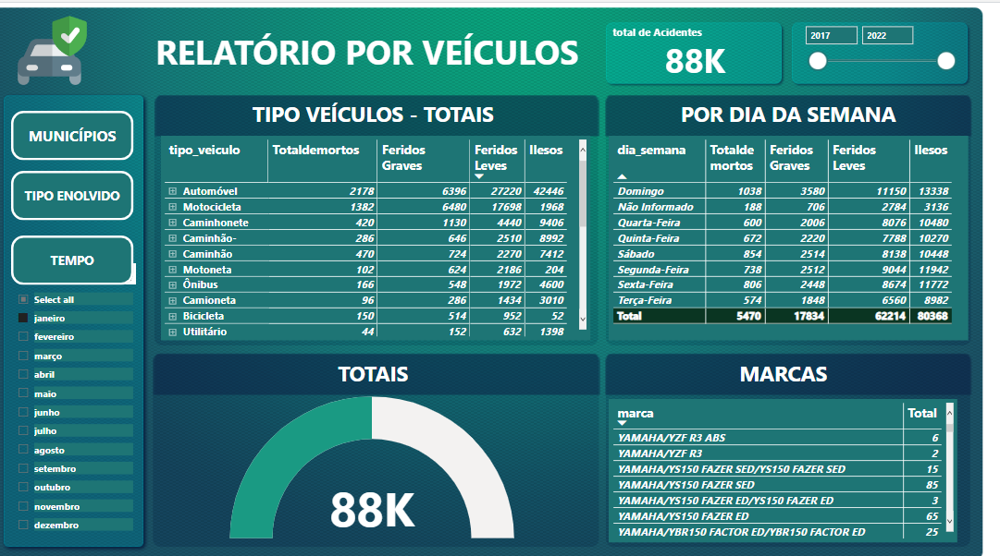 RELATÓRIO POR VEÍCULOS
total de Acidentes
88K
2017 2022
MUNICÍPIOS
TIPO ENOLVIDO
TEMPO
Select all
janeiro
fevereiro
março
abril
maio
junho
julho
agosto
setembro
outubro
novembro
dezembro
TIPO VEÍCULOS - TOTAIS
tipo_veiculo Totaldemortos Feridos Graves Feridos Leves Ilesos
Automóvel 2178 6396 27220 42446
Motocicleta 1382 6480 17698 1968
Caminhonete 420 1130 4440 9406
Caminhão- 286 646 2510 8992
Caminhão 470 724 2270 7412
Motoneta 102 624 2186 204
Ônibus 166 548 1972 4600
Camioneta 96 286 1434 3010
Bicicleta 150 514 952 52
Utilitário 44 152 632 1398
POR DIA DA SEMANA
dia_semana Totalde mortos Feridos Graves Feridos Leves Ilesos
Domingo 1038 3580 11150 13338
Não Informado 188 706 2784 3136
Quarta-Feira 600 2006 8076 10480
Quinta-Feira 672 2220 7788 10270
Sábado 854 2514 8138 10448
Segunda-Feira 738 2512 9044 11942
Sexta-Feira 806 2448 8674 11772
Terça-Feira 574 1848 6560 8982
Total 5470 17834 62214 80368
TOTAIS
88K
MARCAS
marca Total
YAMAHA/YZF R3 ABS 6
YAMAHA/YZF R3 2
YAMAHA/YS150 FAZER SED/YS150 FAZER SED 15
YAMAHA/YS150 FAZER SED 85
YAMAHA/YS150 FAZER ED/YS150 FAZER ED 3
YAMAHA/YS150 FAZER ED 65
YAMAHA/YBR150 FACTOR ED/YBR150 FACTOR ED 25